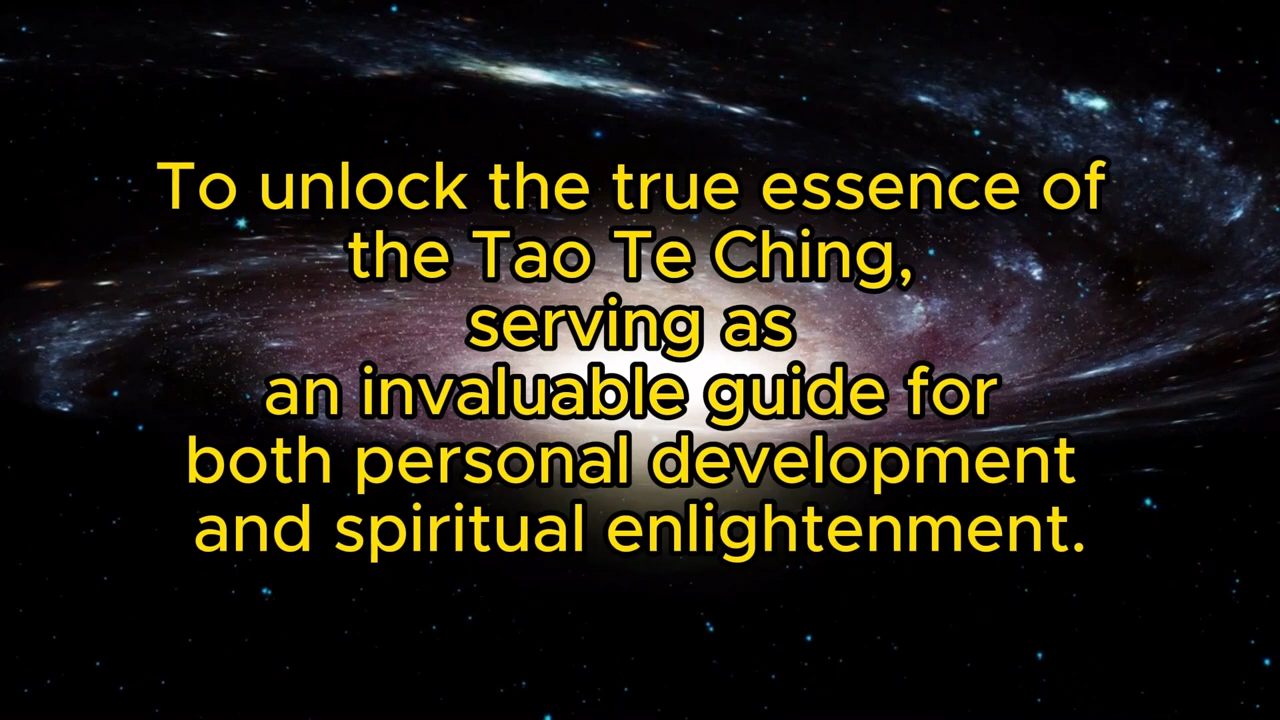 To unlock the true essence of
the Tao Te Ching,
serving as
an invaluable guide for
both personal development
and spiritual enlightenment.